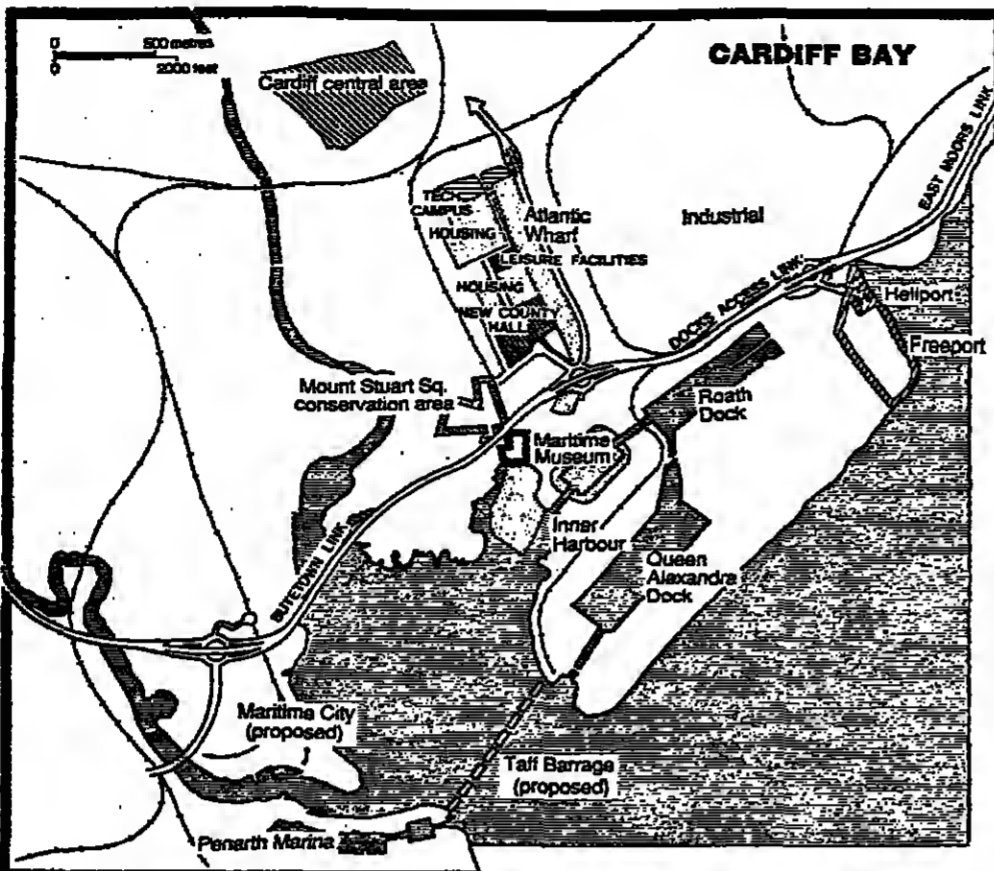 CARDIFF BAY
0 500 metres
0 2000 feet
Cardiff central area
EAST MOORS LINK
TECH
CAMPUS
HOUSING
Atlantic
Wharf
Industrial
LEISURE FACILITIES
HOUSING
NEW COUNTY
HALL
DOCKS ACCESS LINK
Heliport
Freeport
Mount Stuart Sq.
conservation area
Roath
Dock
Maritime
Museum
Inner
Harbour
BUTETOWN LINK
Queen
Alaxandra
Dock
Maritime City
(proposed)
Taff Barrage
(proposed)
Penarth Marina